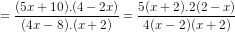 = \frac{(5x + 10).(4 - 2x)}{(4x - 8).(x + 2)} = \frac{5(x + 2).2(2 - x)}{4(x - 2)(x + 2)}